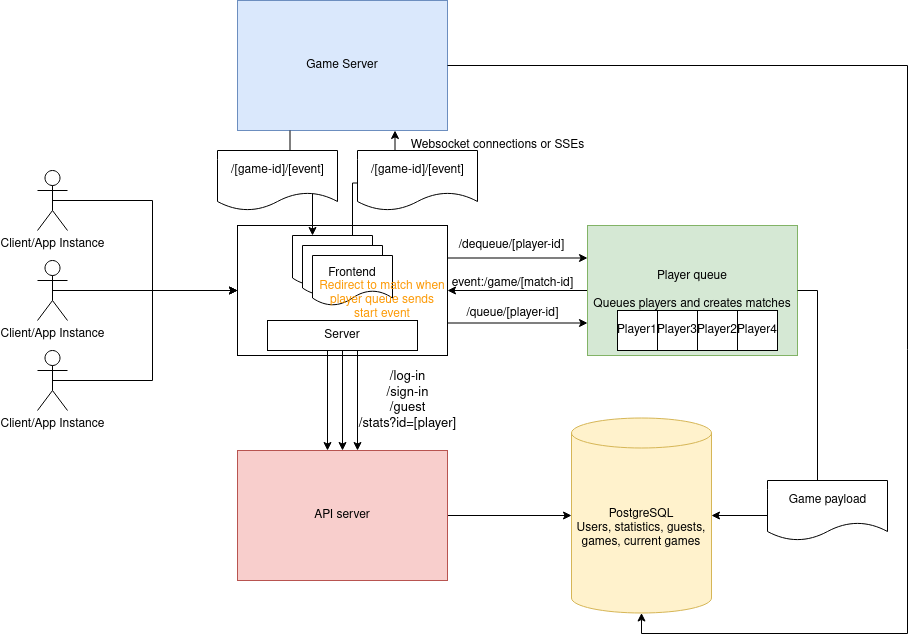 Game Server
Websocket connections or SSEs
/[game-id]/[event]
/[game-id]/[event]
Client/App Instance
Client/App Instance
Client/App Instance
Frontend
Redirect to match when
player queue sends
start event
Server
/dequeue/[player-id]
event:/game/[match-id]
/queue/[player-id]
Player queue
Queues players and creates matches
Player1
Player3
Player2
Player4
/log-in
/sign-in
/guest
/stats?id=[player]
API server
PostgreSQL
Users, statistics, guests,
games, current games
Game payload